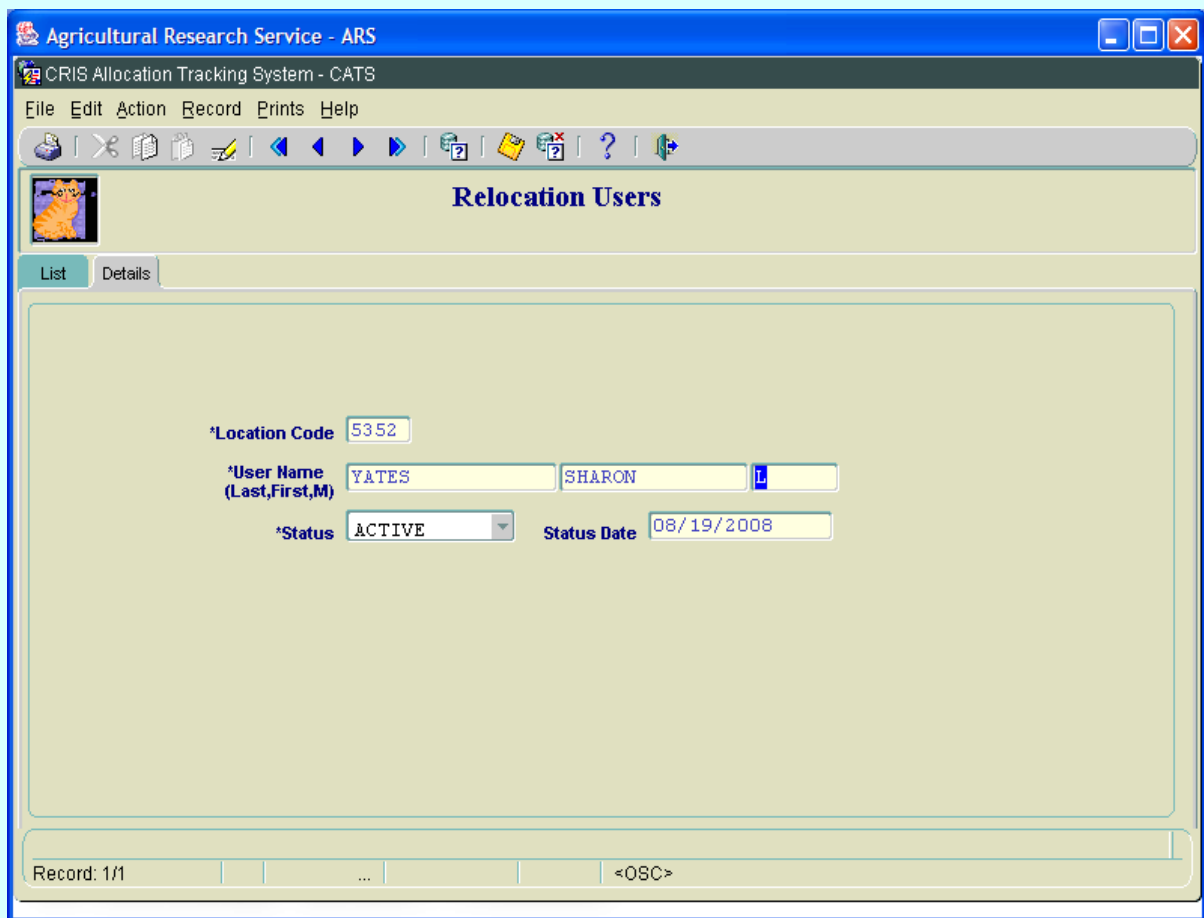 Agricultural Research Service - ARS
CRIS Allocation Tracking System - CATS
File Edit Action Record Prints Help
Relocation Users
List Details
*Location Code 5352
*User Name YATES SHARON L
(Last,First,M)
*Status ACTIVE Status Date 08/19/2008
Record: 1/1 ... <OSC>